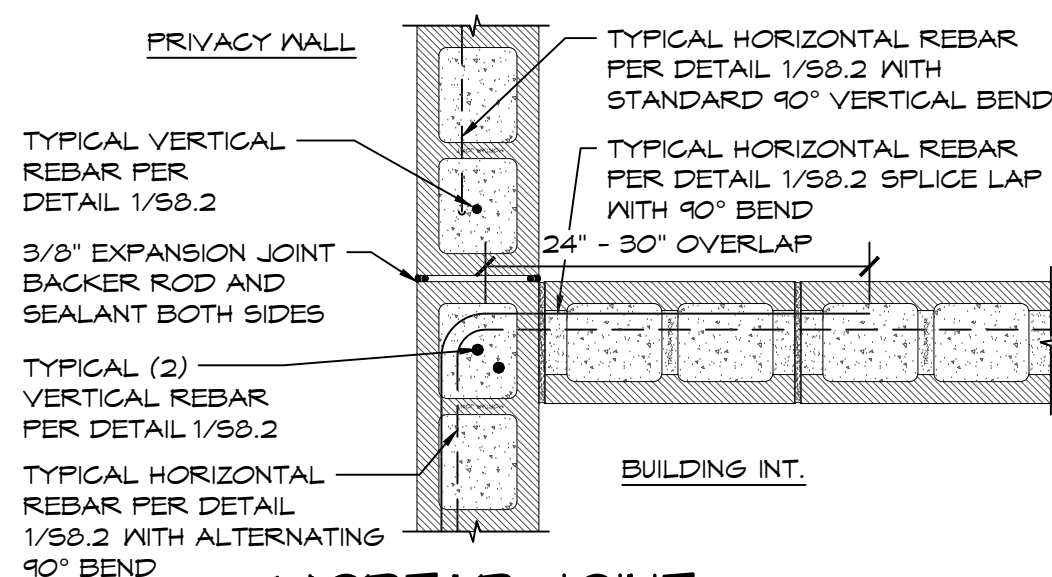 PRIVACY WALL
TYPICAL HORIZONTAL REBAR
PER DETAIL 1/S8.2 WITH
STANDARD 90° VERTICAL BEND
TYPICAL VERTICAL
REBAR PER
DETAIL 1/S8.2
TYPICAL HORIZONTAL REBAR
PER DETAIL 1/S8.2 SPLICE LAP
WITH 90° BEND
24" - 30" OVERLAP
3/8" EXPANSION JOINT
BACKER ROD AND
SEALANT BOTH SIDES
TYPICAL (2)
VERTICAL REBAR
PER DETAIL 1/S8.2
BUILDING INT.
TYPICAL HORIZONTAL
REBAR PER DETAIL
1/S8.2 WITH ALTERNATING
90° BEND